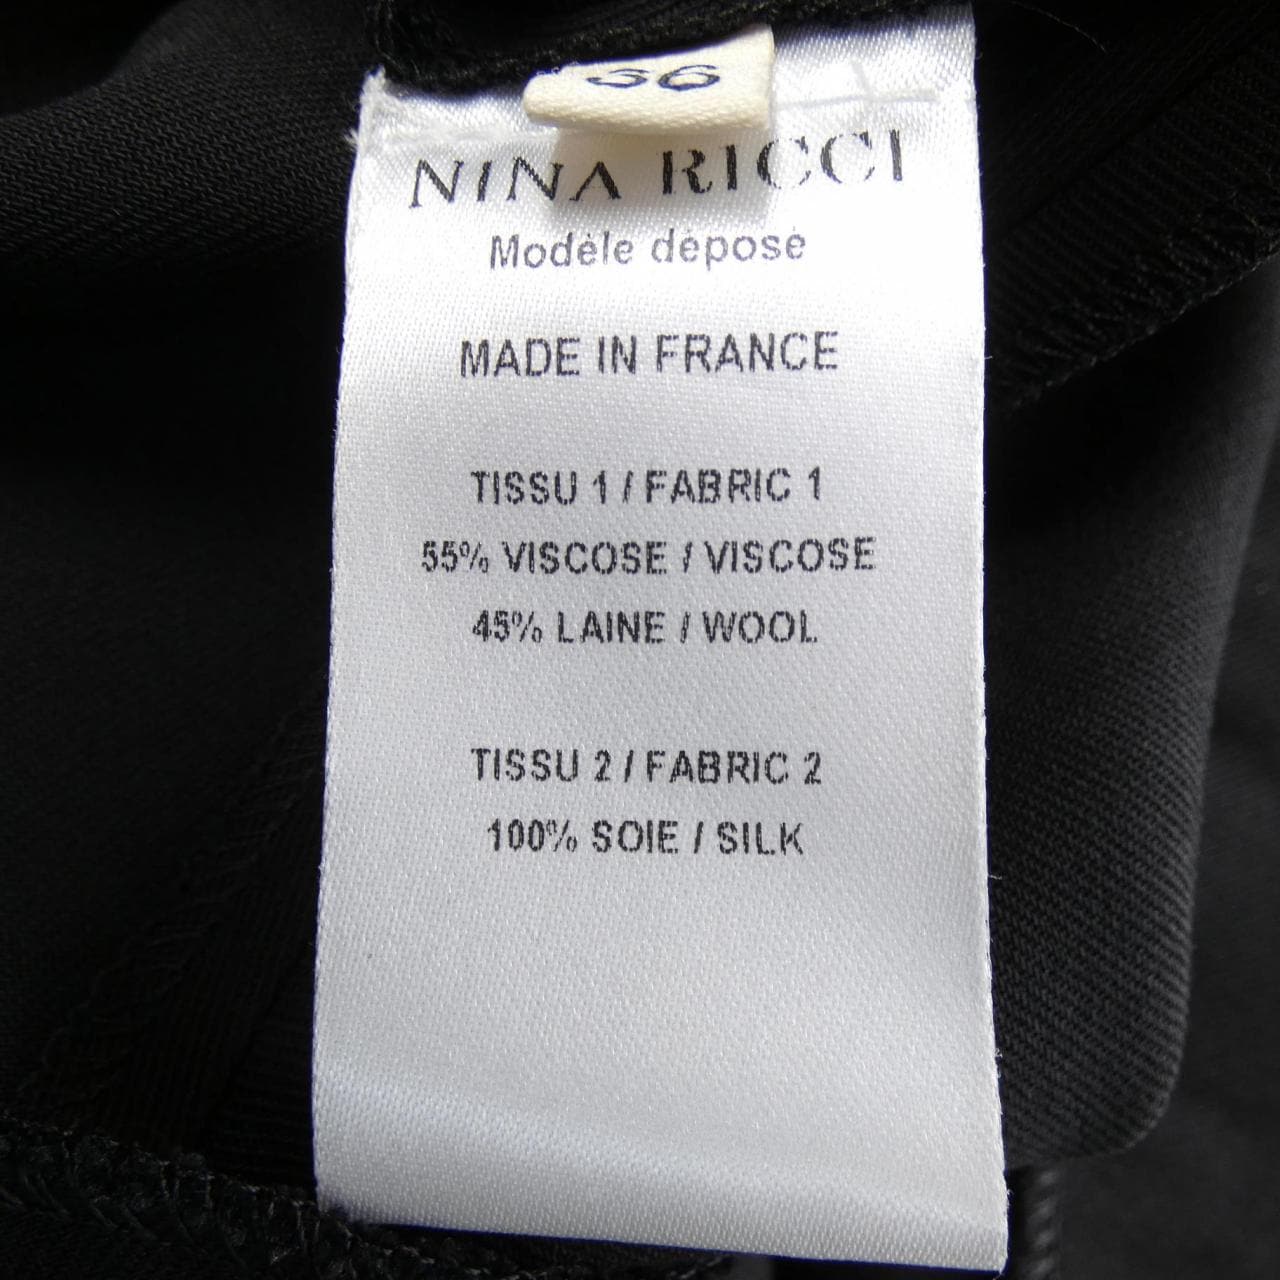 36
NINA RICCI
Modèle déposé
MADE IN FRANCE
TISSU 1 / FABRIC 1
55% VISCOSE / VISCOSE
45% LAINE / WOOL
TISSU 2 / FABRIC 2
100% SOIE / SILK